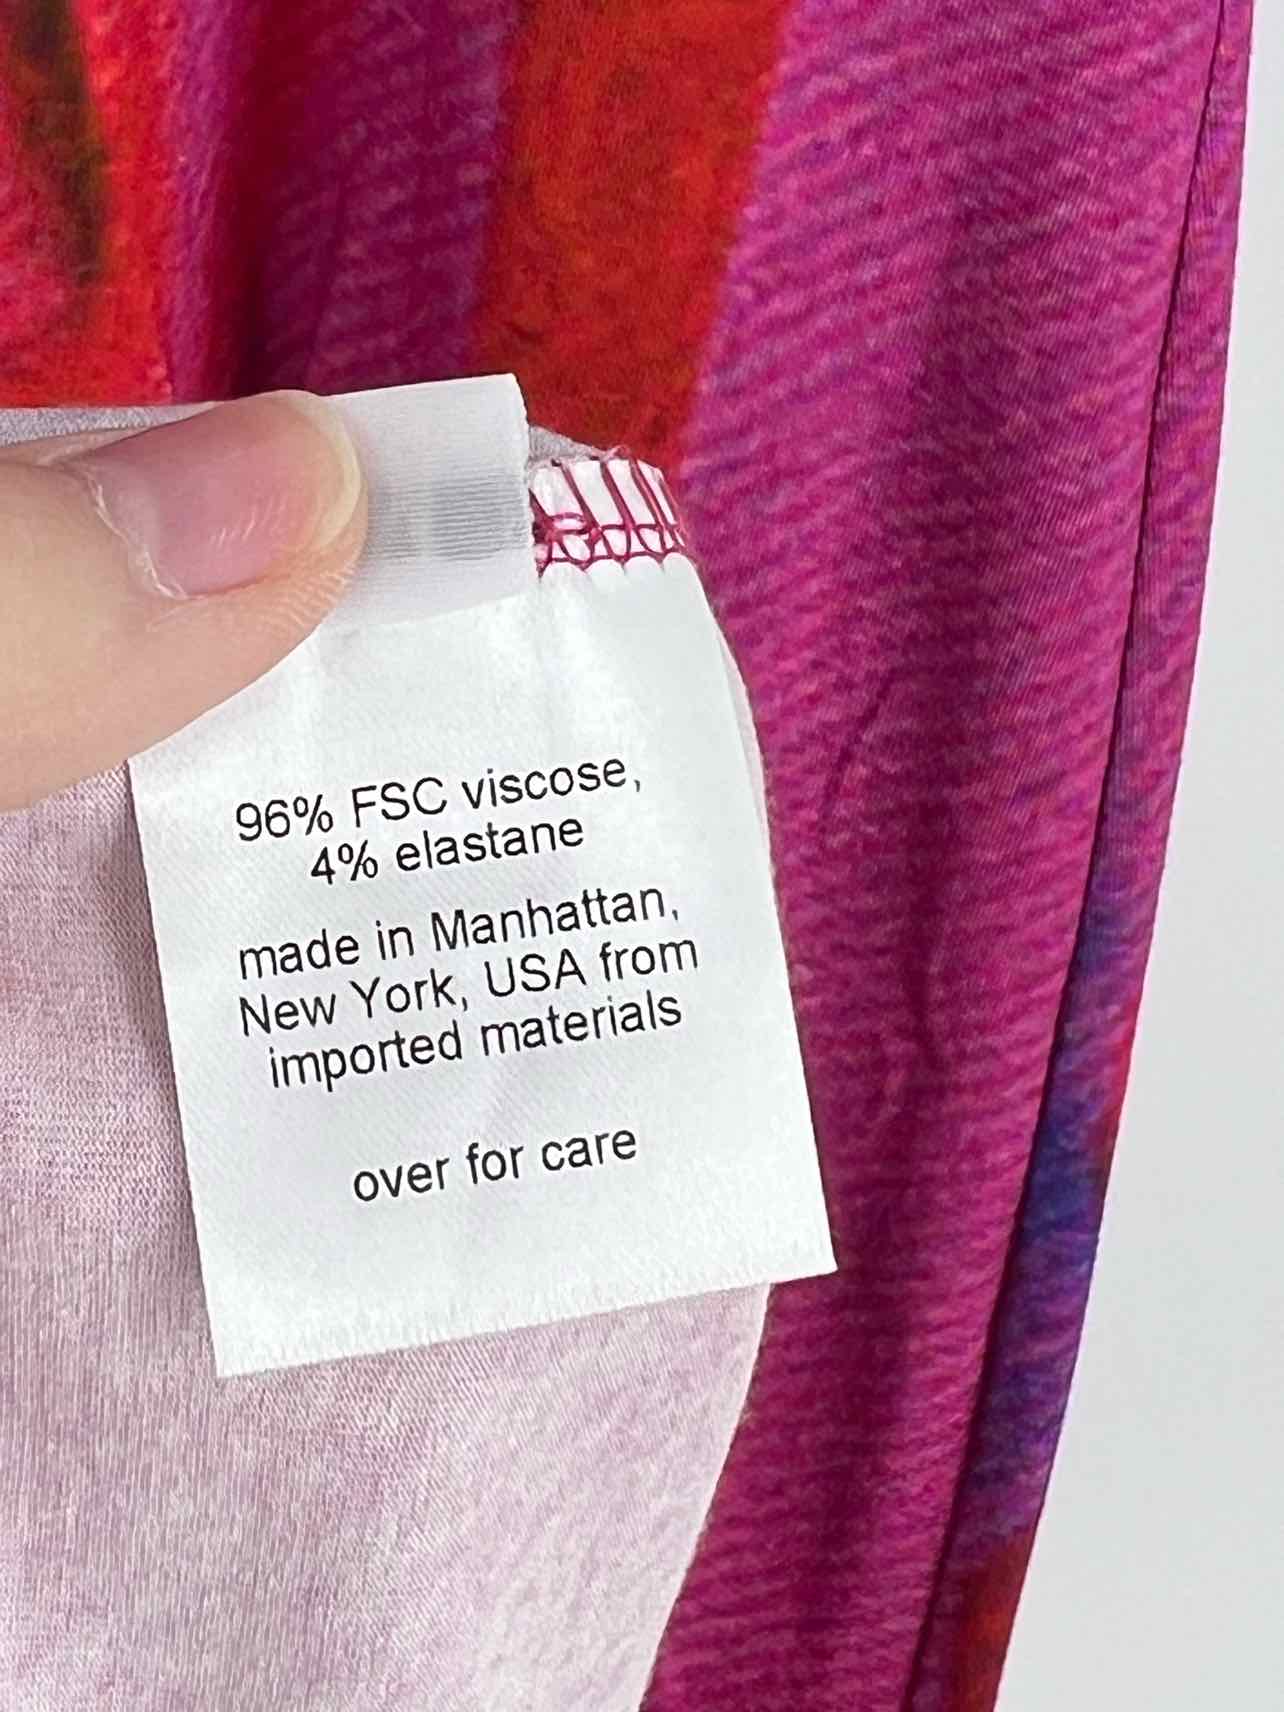 96% FSC viscose,
4% elastane
made in Manhattan,
New York, USA from
imported materials
over for care